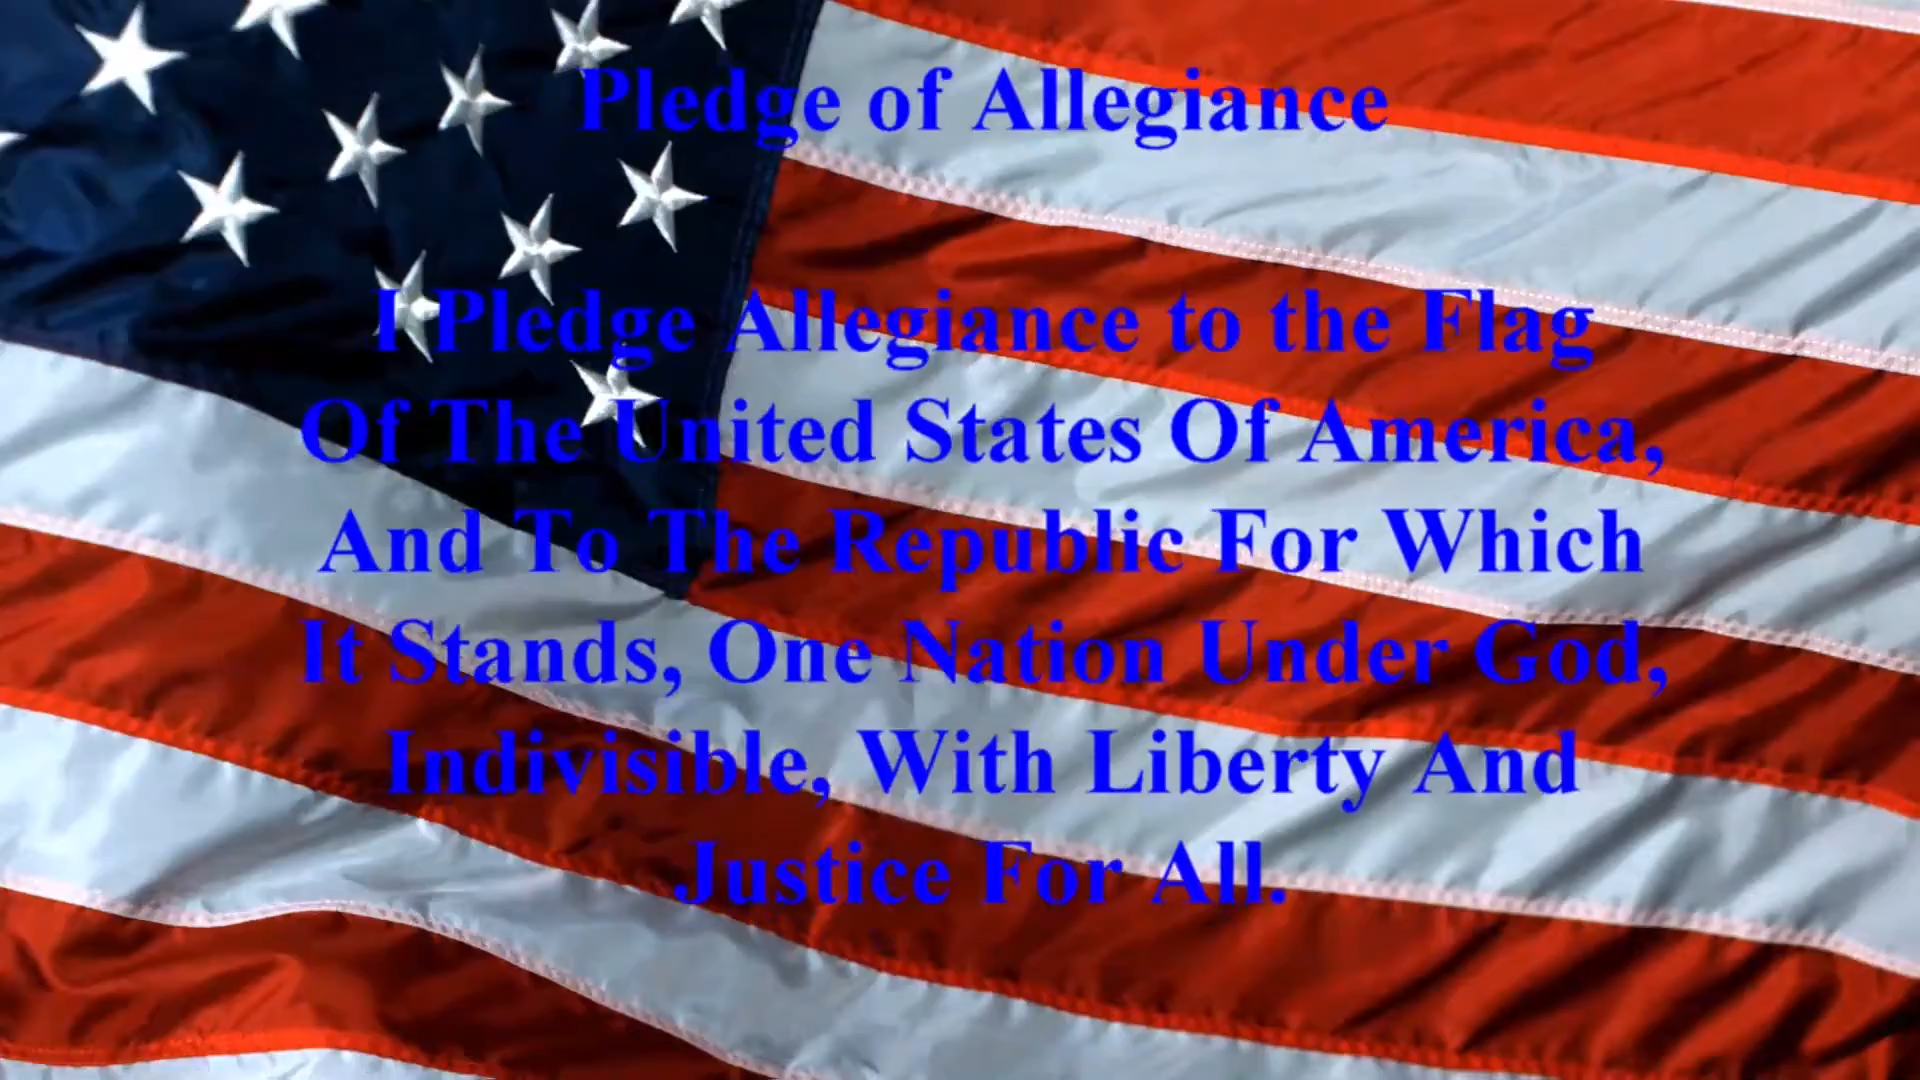 Pledge of Allegiance
I Pledge Allegiance to the Flag
Of The United States Of America,
And To The Republic For Which
It Stands, One Nation Under God,
Indivisible, With Liberty And
Justice For All.